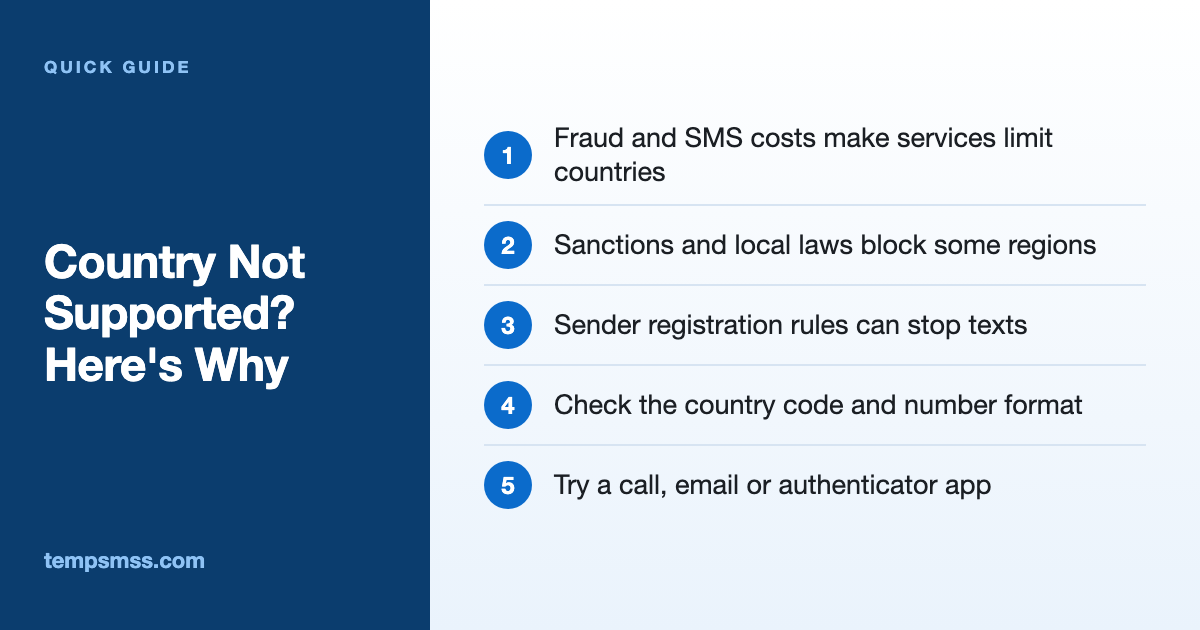 QUICK GUIDE
Country Not
Supported?
Here's Why
tempsmss.com
1
Fraud and SMS costs make services limit
countries
2
Sanctions and local laws block some regions
3
Sender registration rules can stop texts
4
Check the country code and number format
5
Try a call, email or authenticator app